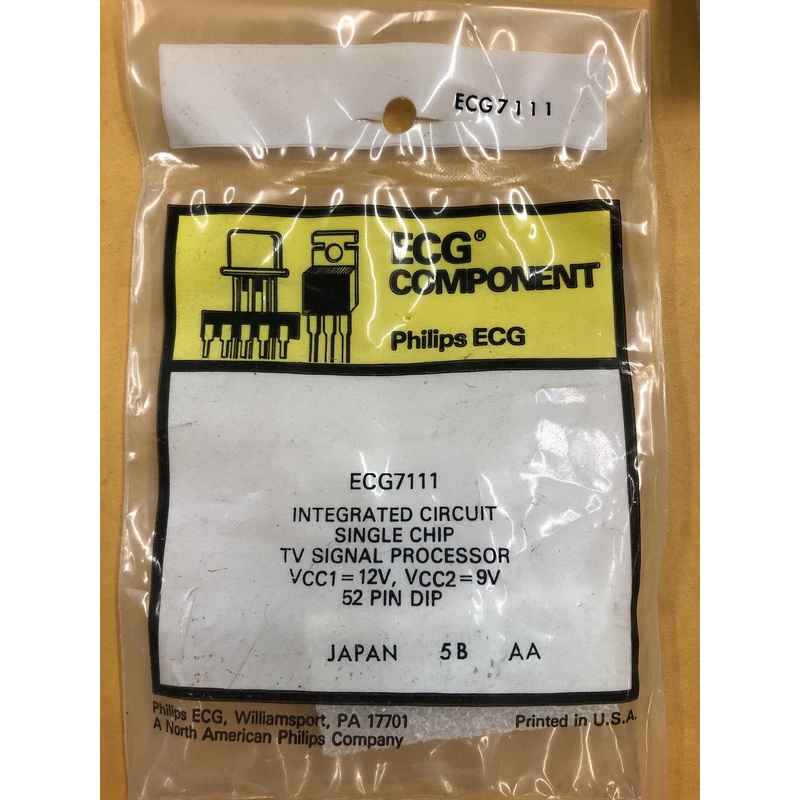 ECG7111
ECG®
COMPONENT
Philips ECG
ECG7111
INTEGRATED CIRCUIT
SINGLE CHIP
TV SIGNAL PROCESSOR
VCC1 = 12V, VCC2 = 9V
52 PIN DIP
JAPAN 5B AA
Philips ECG, Williamsport, PA 17701
A North American Philips Company
Printed in U.S.A.